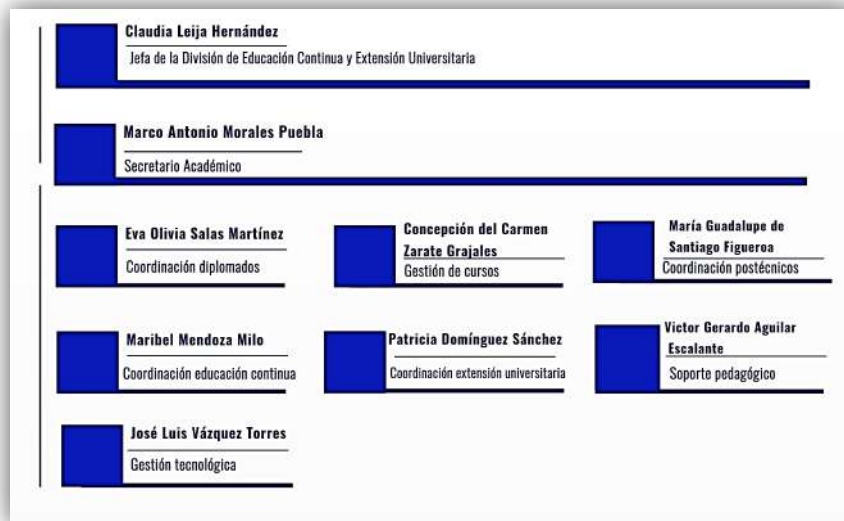 Claudia Leija Hernández
Jefa de la División de Educación Continua y Extensión Universitaria
Marco Antonio Morales Puebla
Secretario Académico
Eva Olivia Salas Martínez
Coordinación diplomados
Concepción del Carmen
Zarate Grajales
Gestión de cursos
María Guadalupe de
Santiago Figueroa
Coordinación postécnicos
Maribel Mendoza Milo
Coordinación educación continua
Patricia Domínguez Sánchez
Coordinación extensión universitaria
Victor Gerardo Aguilar
Escalante
Soporte pedagógico
José Luis Vázquez Torres
Gestión tecnológica